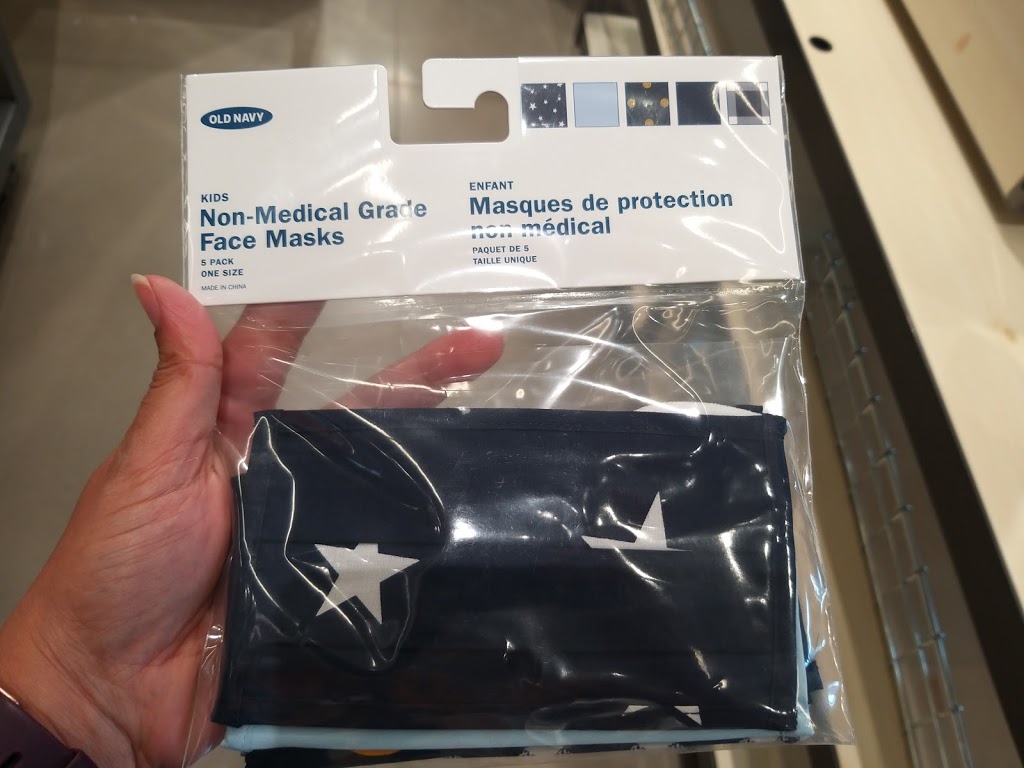 OLD NAVY
KIDS
Non-Medical Grade
Face Masks
5 PACK
ONE SIZE
MADE IN CHINA
ENFANT
Masques de protection
non médical
PAQUET DE 5
TAILLE UNIQUE